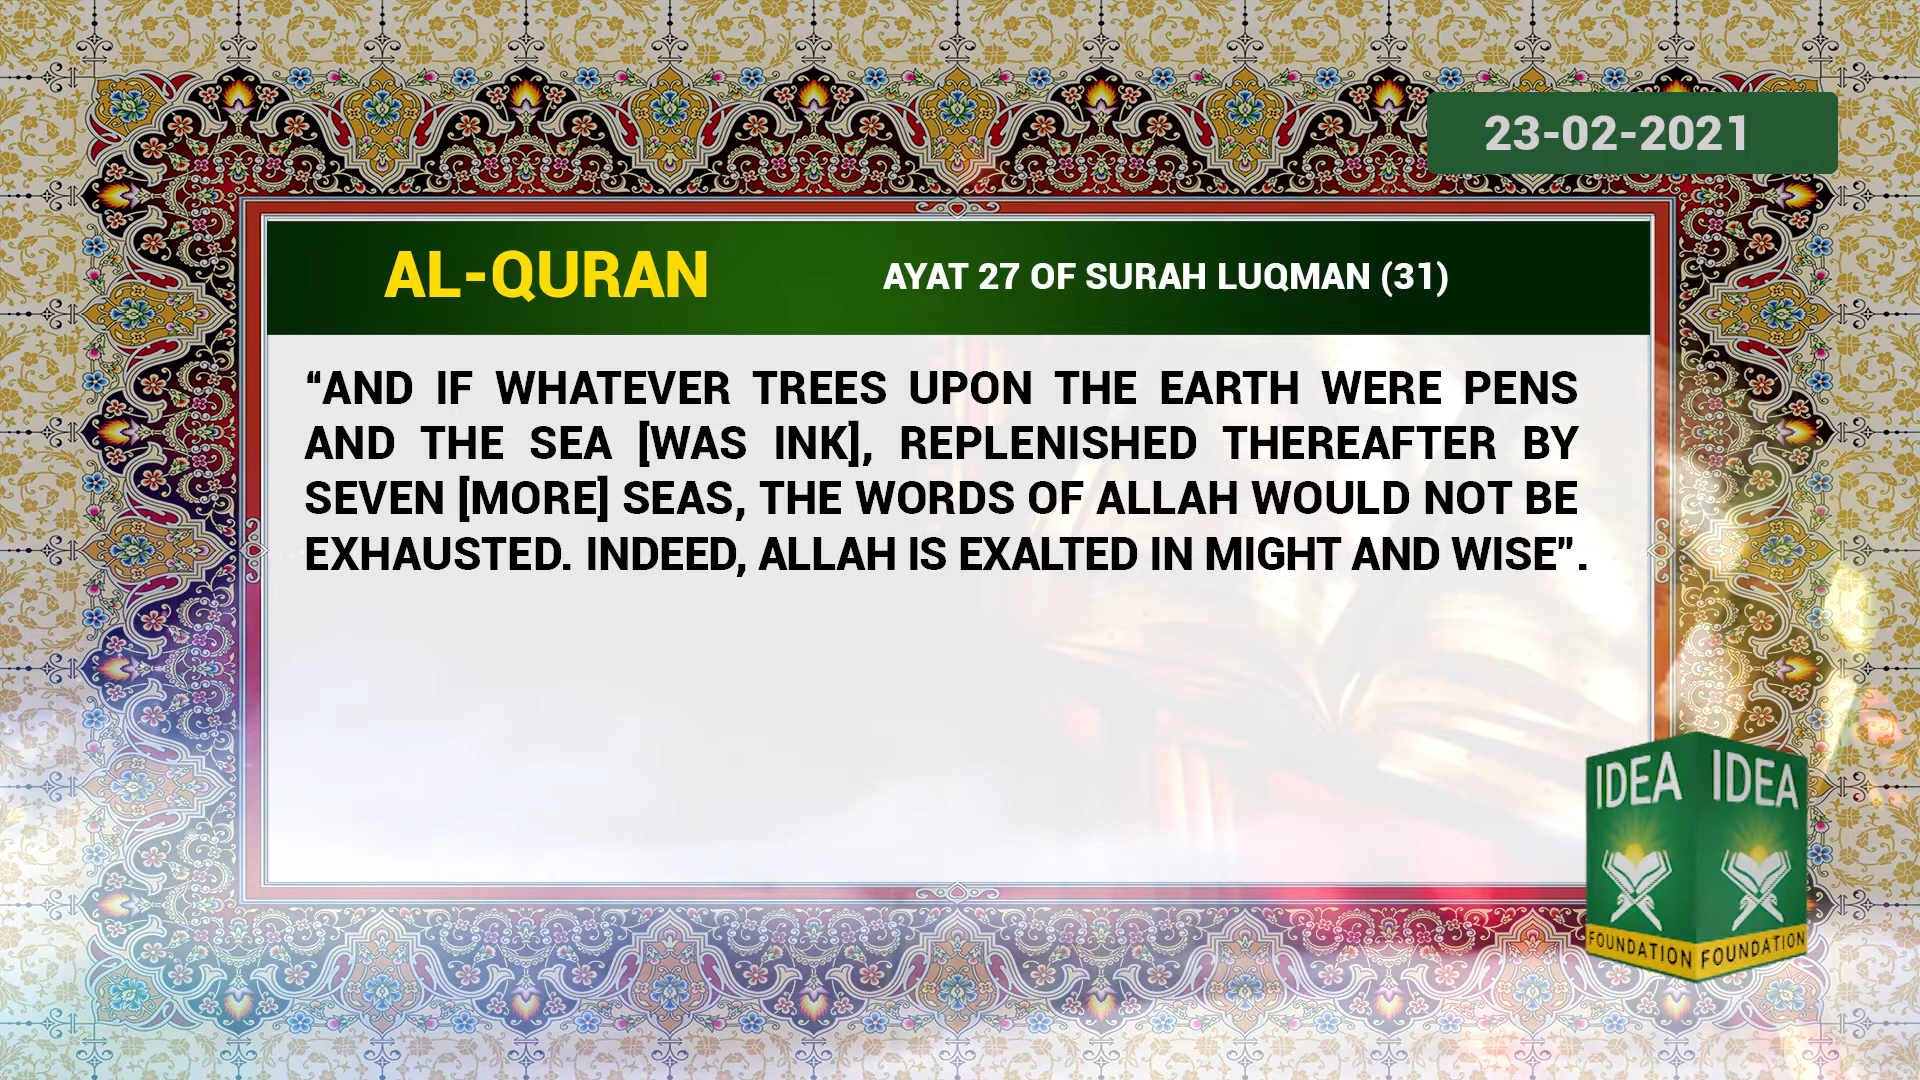 23-02-2021
AL-QURAN
AYAT 27 OF SURAH LUQMAN (31)
“AND IF WHATEVER TREES UPON THE EARTH WERE PENS
AND THE SEA [WAS INK], REPLENISHED THEREAFTER BY
SEVEN [MORE] SEAS, THE WORDS OF ALLAH WOULD NOT BE
EXHAUSTED. INDEED, ALLAH IS EXALTED IN MIGHT AND WISE”.
IDEA IDEA
FOUNDATION FOUNDATION